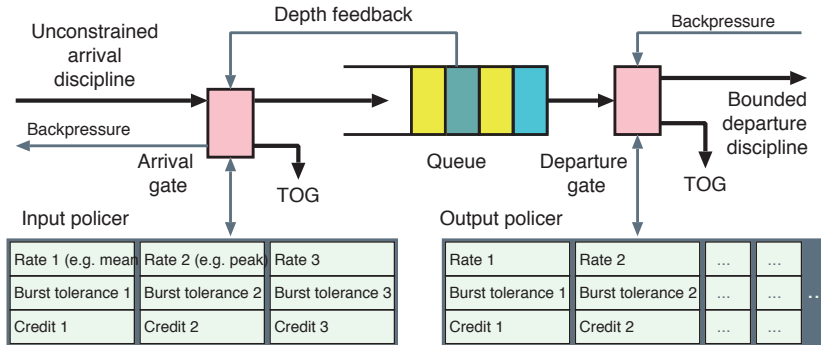 Depth feedback
Unconstrained
arrival
discipline
Backpressure
Backpressure
Arrival
gate
TOG
Queue
Departure
gate
TOG
Bounded
departure
discipline
Input policer
Rate 1 (e.g. mean Rate 2 (e.g. peak) Rate 3
Burst tolerance 1 Burst tolerance 2 Burst tolerance 3
Credit 1 Credit 2 Credit 3
Output policer
Rate 1 Rate 2 ... ...
Burst tolerance 1 Burst tolerance 2 ... ... ..
Credit 1 Credit 2 ... ...